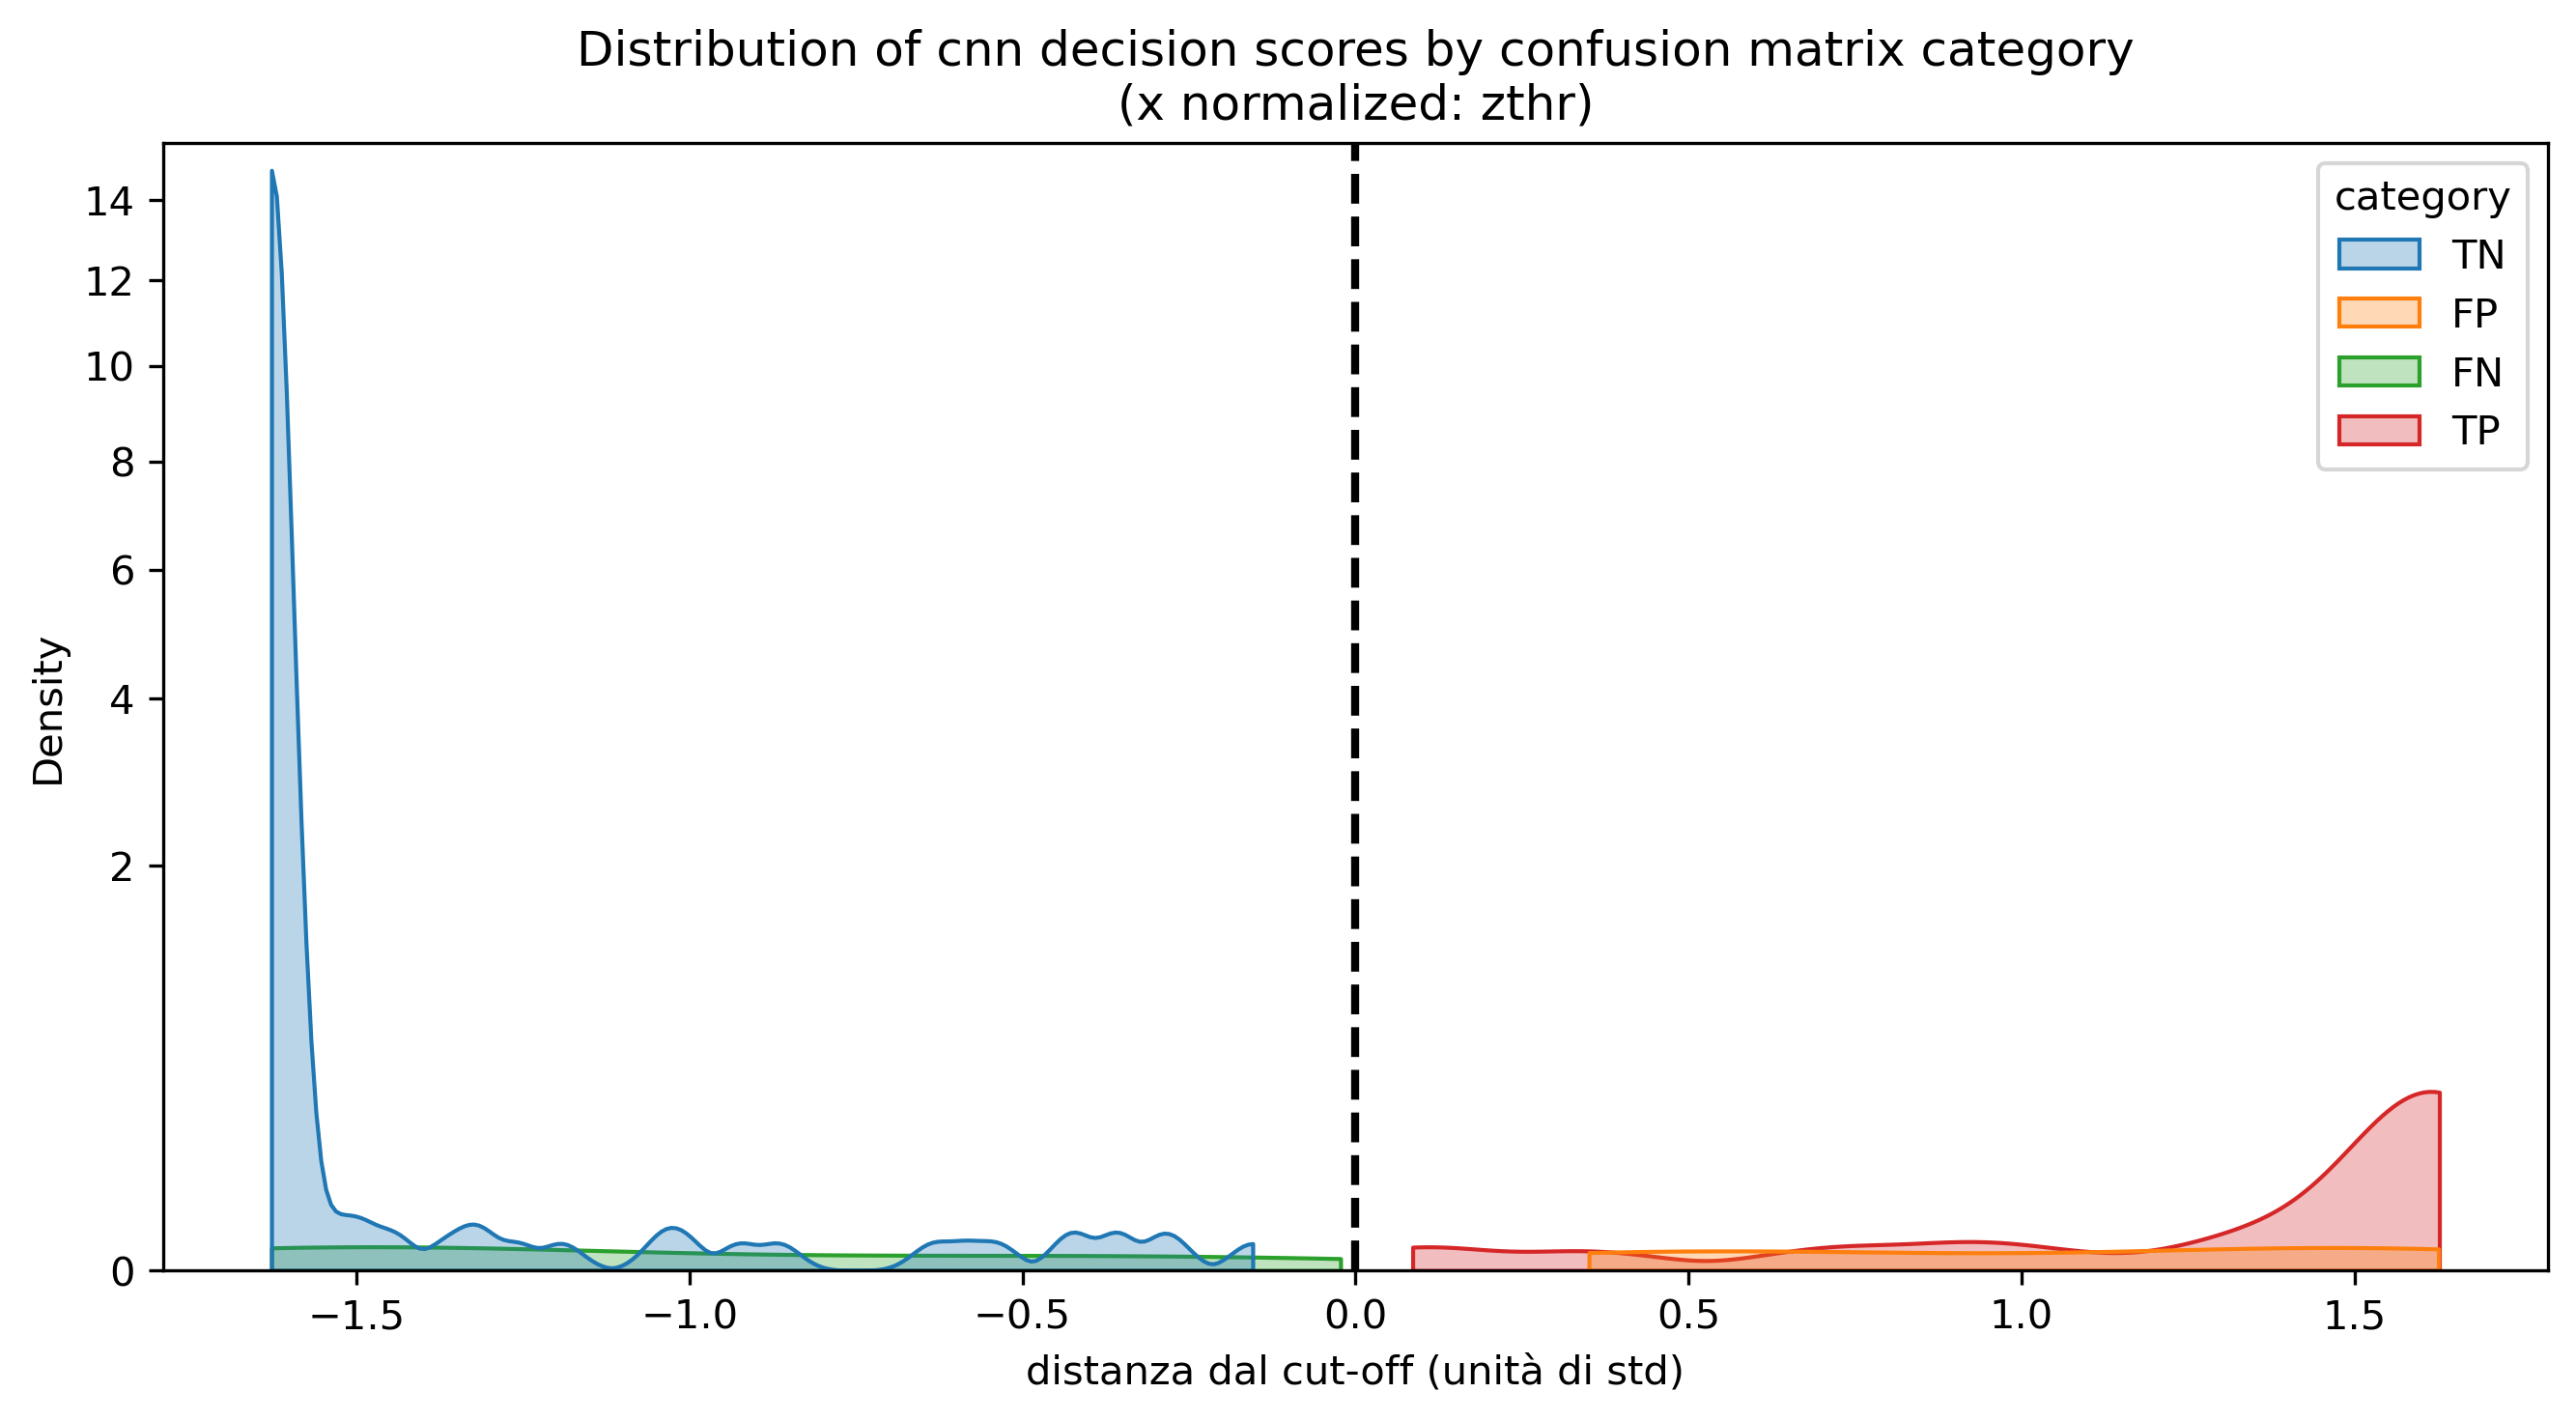 Distribution of cnn decision scores by confusion matrix category
(x normalized: zthr)
category
TN
FP
FN
TP
Density
14
12
10
8
6
4
2
0
−1.5
−1.0
−0.5
0.0
0.5
1.0
1.5
distanza dal cut-off (unità di std)